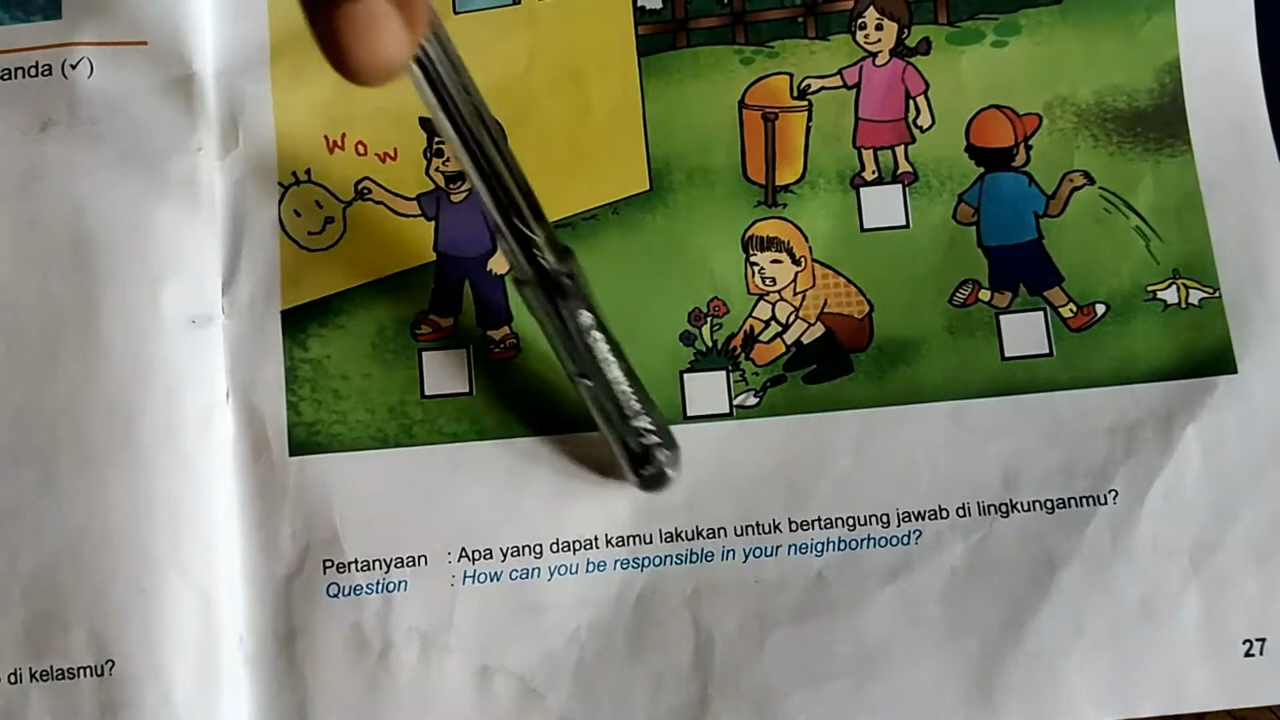 anda (✓)
WOW
Pertanyaan : Apa yang dapat kamu lakukan untuk bertangung jawab di lingkunganmu?
Question : How can you be responsible in your neighborhood?
di kelasmu?
27